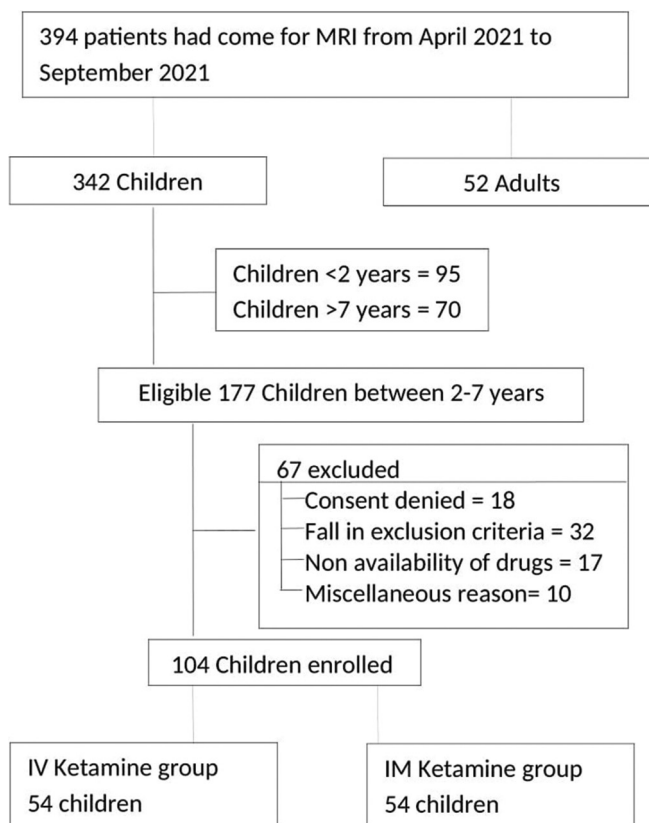 394 patients had come for MRI from April 2021 to
September 2021
342 Children
52 Adults
Children <2 years = 95
Children >7 years = 70
Eligible 177 Children between 2-7 years
67 excluded
Consent denied = 18
Fall in exclusion criteria = 32
Non availability of drugs = 17
Miscellaneous reason= 10
104 Children enrolled
IV Ketamine group
54 children
IM Ketamine group
54 children